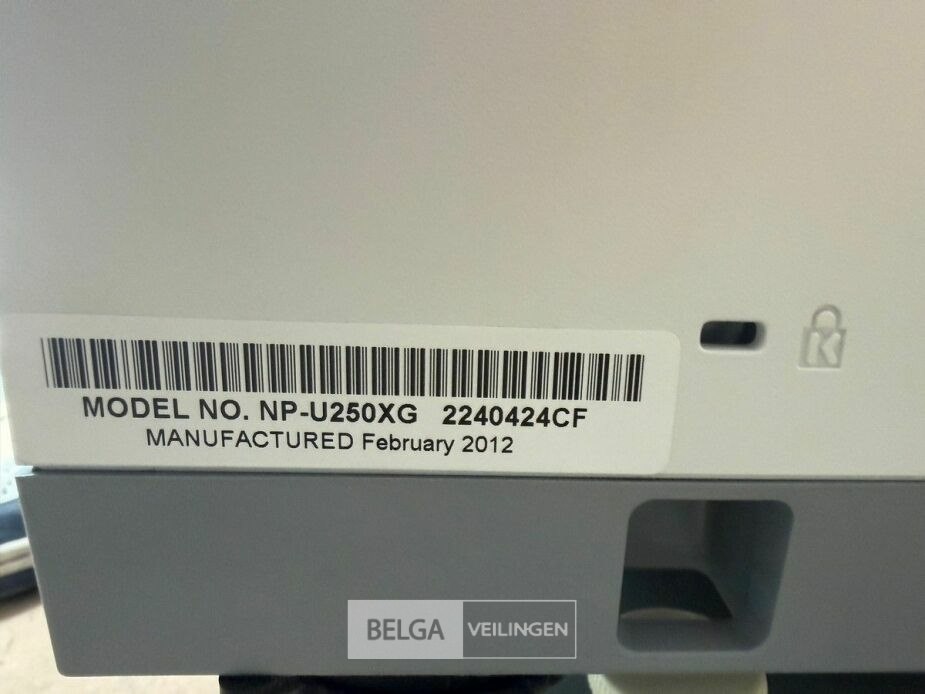 MODEL NO. NP-U250XG 2240424CF
MANUFACTURED February 2012
K
BELGA VEILINGEN